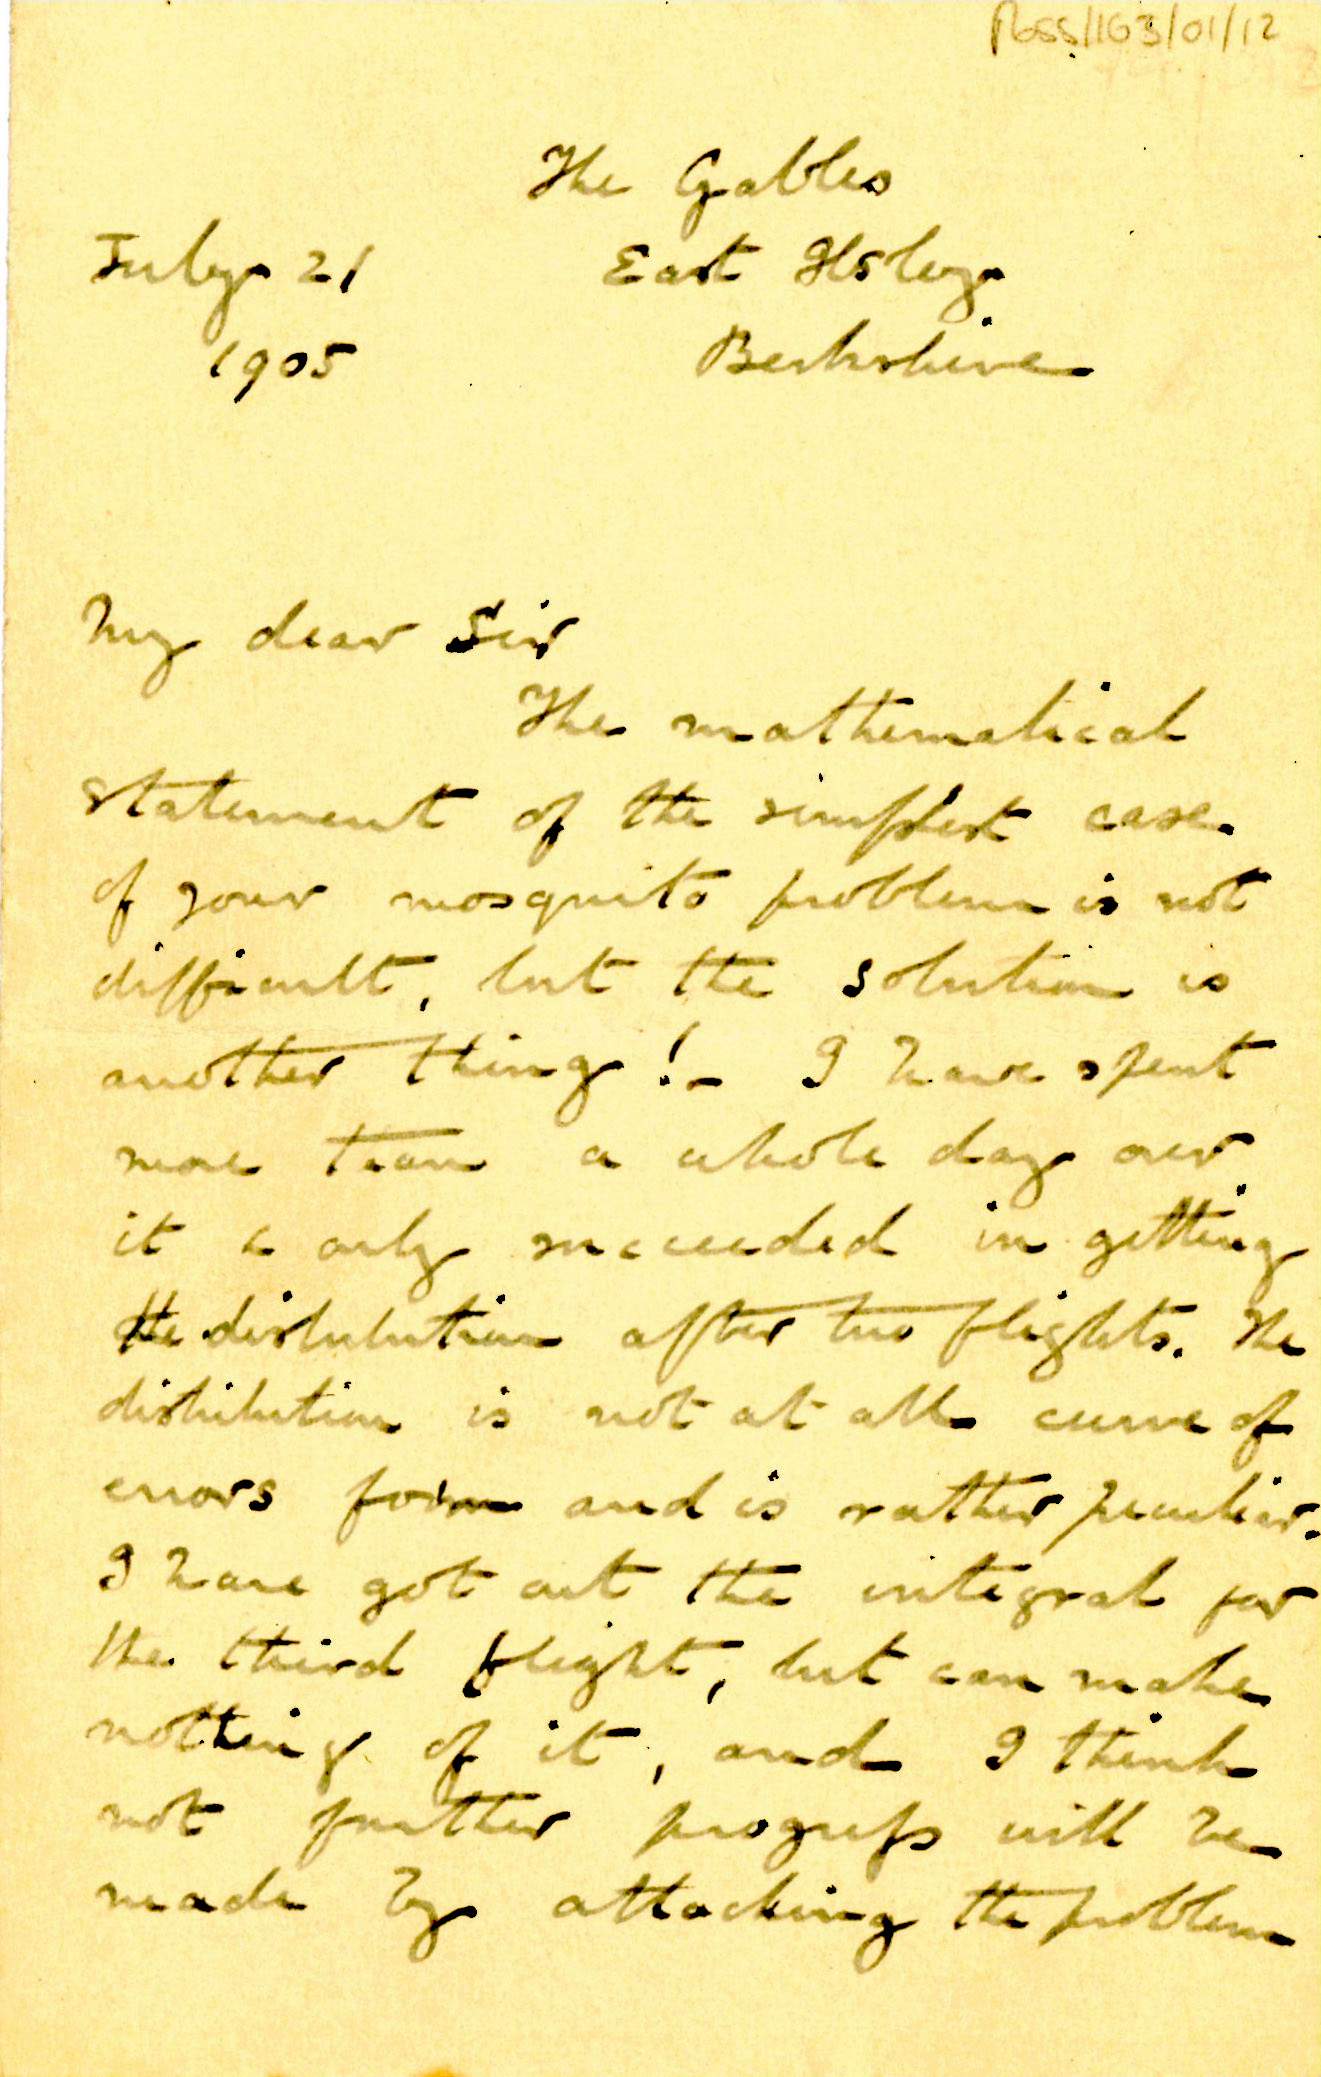 Ross/163/01/12
The Gables
July 21 East Ilsley
1905 Berkshire
My dear Sir
The mathematical
statement of the simplest case
of your mosquito problem is not
difficult, but the solution is
another thing! – I have spent
more than a whole day over
it & only succeeded in getting
the distribution after two flights. The
distribution is not at all curve of
errors form and is rather peculiar.
I have got out the integral for
the third flight, but can make
nothing of it, and I think
not further progress will be
made by attacking the problem